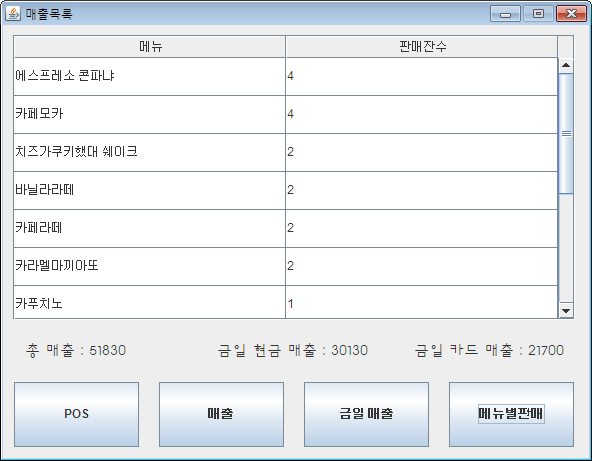 매출목록
메뉴 판매잔수
에스프레소 콘파냐 4
카페모카 4
치즈가쿠키했대 쉐이크 2
바닐라라떼 2
카페라떼 2
카라멜마끼아또 2
카푸치노 1
총 매출 : 51830 금일 현금 매출 : 30130 금일 카드 매출 : 21700
POS 매출 금일 매출 메뉴별판매